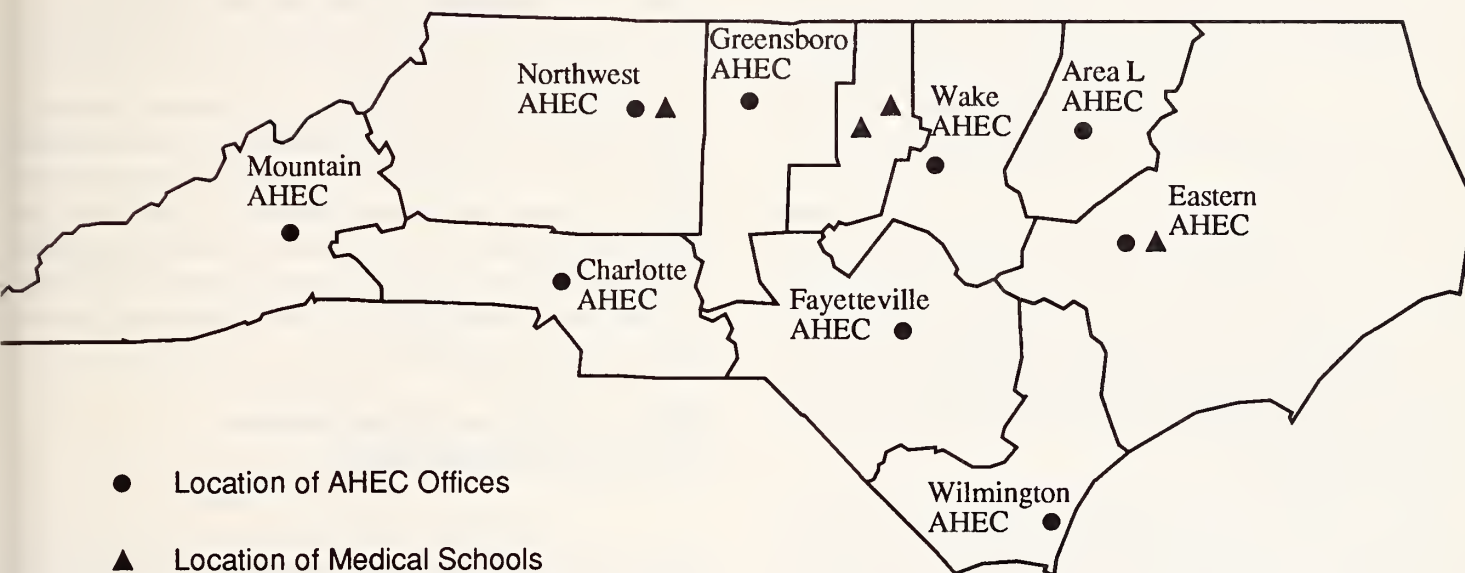 Greensboro
AHEC
Northwest
AHEC
Area L
AHEC
Wake
AHEC
Mountain
AHEC
Eastern
AHEC
Charlotte
AHEC
Fayetteville
AHEC
Wilmington
AHEC
Location of AHEC Offices
Location of Medical Schools